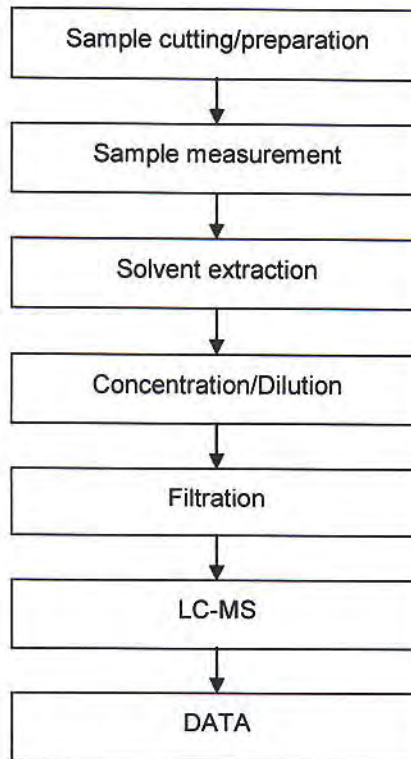 Sample cutting/preparation
Sample measurement
Solvent extraction
Concentration/Dilution
Filtration
LC-MS
DATA